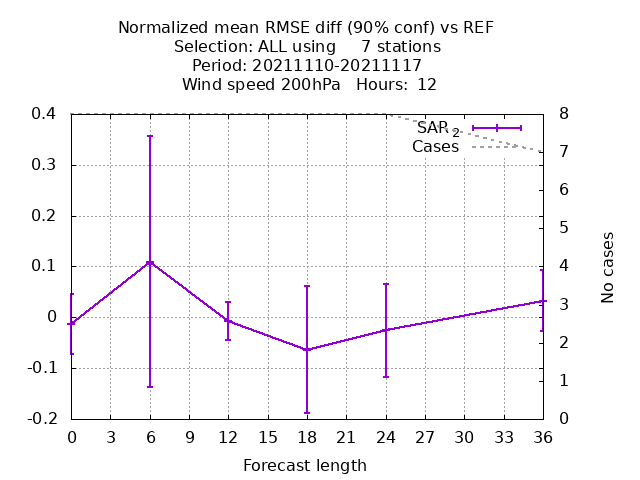 Normalized mean RMSE diff (90% conf) vs REF
Selection: ALL using     7 stations
Period: 20211110-20211117
Wind speed 200hPa   Hours:  12
SAR 2
Cases
0.4
0.3
0.2
0.1
0
-0.1
-0.2
8
7
6
5
4
3
2
1
0
No cases
0 3 6 9 12 15 18 21 24 27 30 33 36
Forecast length